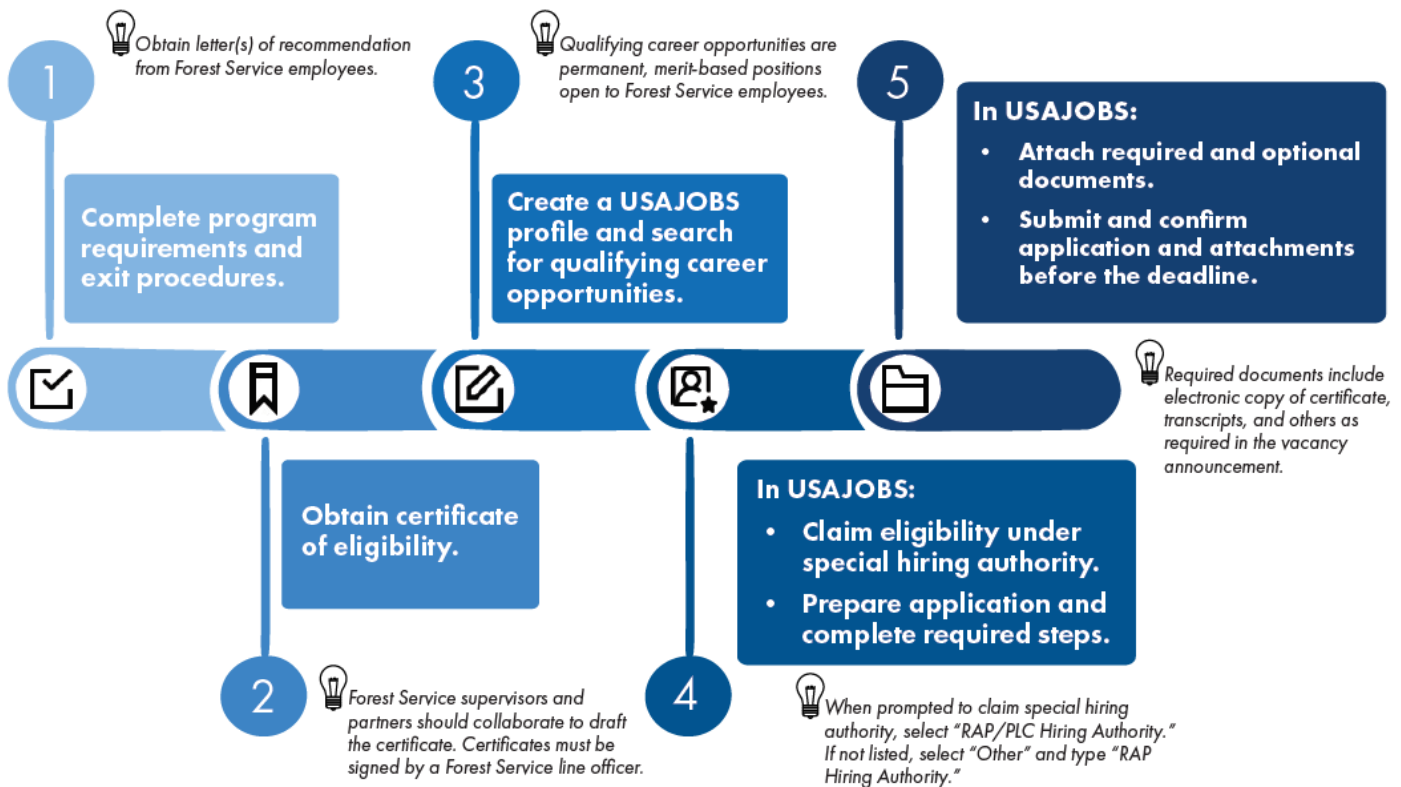 1
Obtain letter(s) of recommendation
from Forest Service employees.
Complete program
requirements and
exit procedures.
2
Obtain certificate
of eligibility.
Forest Service supervisors and
partners should collaborate to draft
the certificate. Certificates must be
signed by a Forest Service line officer.
3
Qualifying career opportunities are
permanent, merit-based positions
open to Forest Service employees.
Create a USAJOBS
profile and search
for qualifying career
opportunities.
4
In USAJOBS:
• Claim eligibility under
special hiring authority.
• Prepare application and
complete required steps.
When prompted to claim special hiring
authority, select “RAP/PLC Hiring Authority.”
If not listed, select “Other” and type “RAP
Hiring Authority.”
5
In USAJOBS:
• Attach required and optional
documents.
• Submit and confirm
application and attachments
before the deadline.
Required documents include
electronic copy of certificate,
transcripts, and others as
required in the vacancy
announcement.